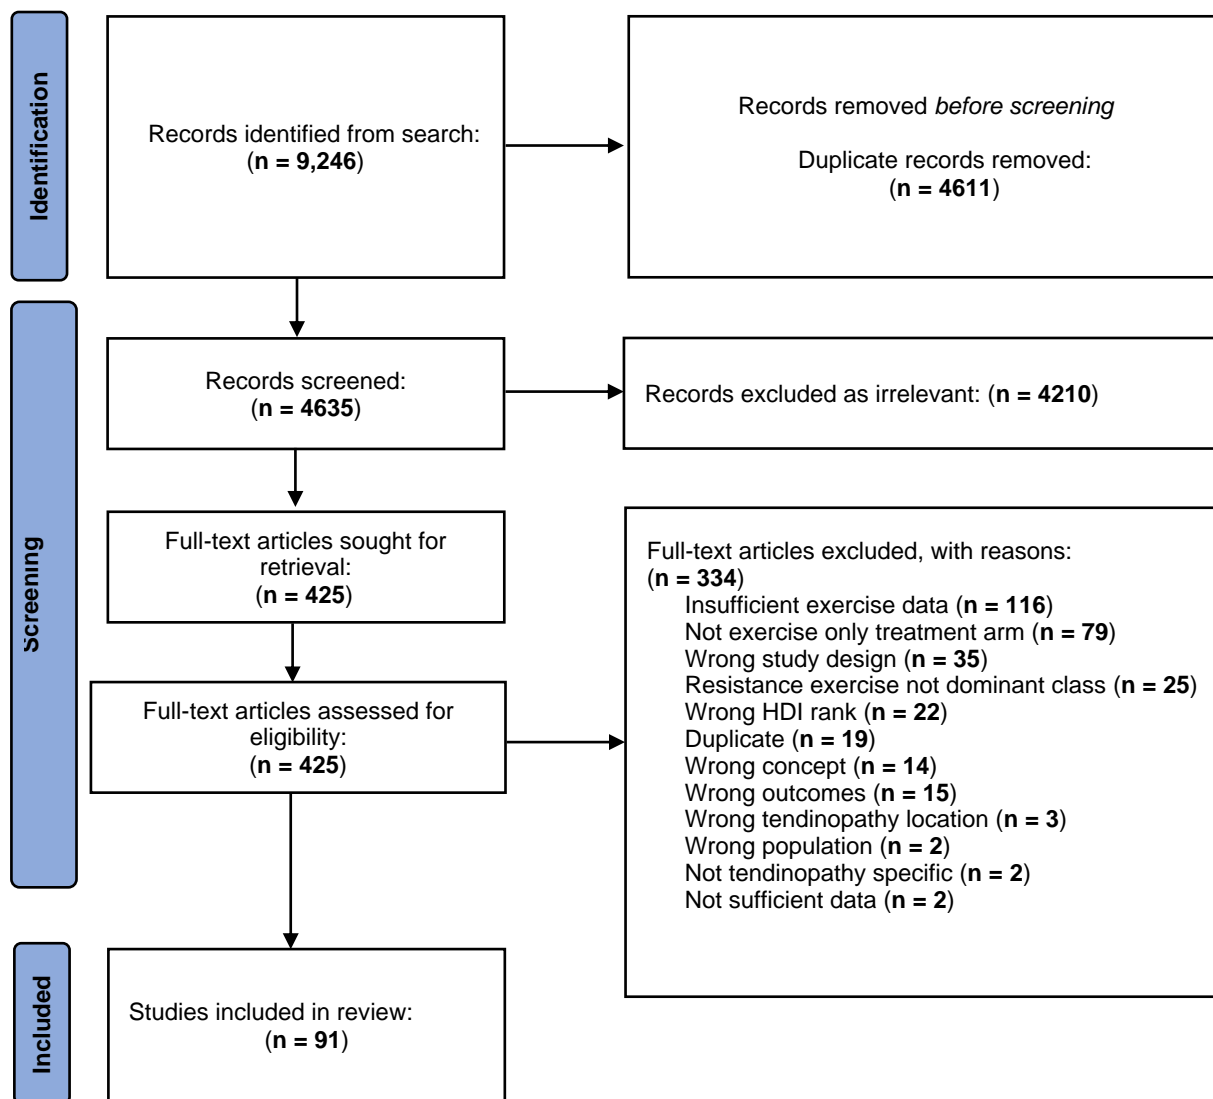 Identification
Records identified from search:
(n = 9,246)
Records removed before screening
Duplicate records removed:
(n = 4611)
Screening
Records screened:
(n = 4635)
Records excluded as irrelevant: (n = 4210)
Full-text articles sought for
retrieval:
(n = 425)
Full-text articles assessed for
eligibility:
(n = 425)
Full-text articles excluded, with reasons:
(n = 334)
Insufficient exercise data (n = 116)
Not exercise only treatment arm (n = 79)
Wrong study design (n = 35)
Resistance exercise not dominant class (n = 25)
Wrong HDI rank (n = 22)
Duplicate (n = 19)
Wrong concept (n = 14)
Wrong outcomes (n = 15)
Wrong tendinopathy location (n = 3)
Wrong population (n = 2)
Not tendinopathy specific (n = 2)
Not sufficient data (n = 2)
Included
Studies included in review:
(n = 91)